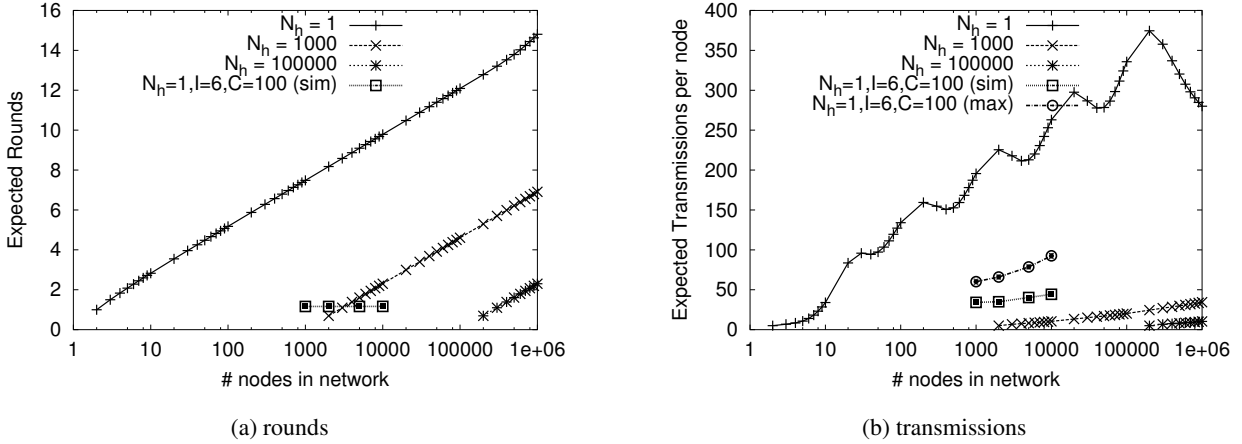 Expected Rounds
16
14
12
10
8
6
4
2
0
1 10 100 1000 10000 100000 1e+06
# nodes in network
N_h = 1
N_h = 1000
N_h = 100000
N_h=1,I=6,C=100 (sim)
(a) rounds
Expected Transmissions per node
400
350
300
250
200
150
100
50
0
1 10 100 1000 10000 100000 1e+06
# nodes in network
N_h = 1
N_h = 1000
N_h = 100000
N_h=1,I=6,C=100 (sim)
N_h=1,I=6,C=100 (max)
(b) transmissions